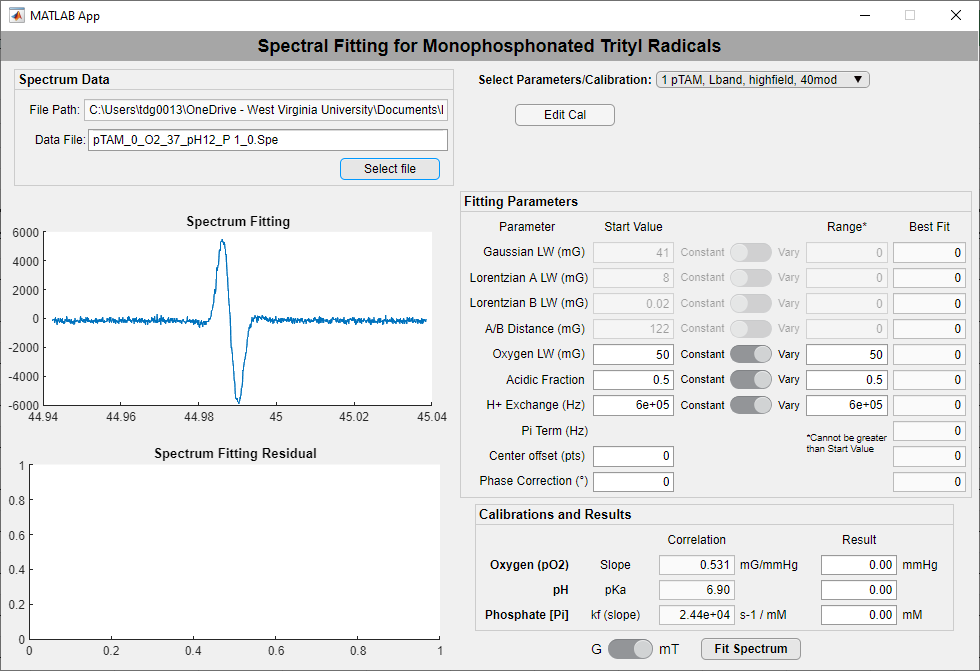 MATLAB App
Spectral Fitting for Monophosphonated Trityl Radicals
Spectrum Data
File Path: C:\Users\tdg0013\OneDrive - West Virginia University\Documents\
Data File: pTAM_0_O2_37_pH12_P 1_0.Spe
Select file
Select Parameters/Calibration: 1 pTAM, Lband, highfield, 40mod
Edit Cal
Spectrum Fitting
6000
4000
2000
0
-2000
-4000
-6000
44.94 44.96 44.98 45 45.02 45.04
Spectrum Fitting Residual
1
0.8
0.6
0.4
0.2
0
0 0.2 0.4 0.6 0.8 1
Fitting Parameters
Parameter Start Value Range* Best Fit
Gaussian LW (mG) 41 Constant Vary 0 0
Lorentzian A LW (mG) 8 Constant Vary 0 0
Lorentzian B LW (mG) 0.02 Constant Vary 0 0
A/B Distance (mG) 122 Constant Vary 0 0
Oxygen LW (mG) 50 Constant Vary 50 0
Acidic Fraction 0.5 Constant Vary 0.5 0
H+ Exchange (Hz) 6e+05 Constant Vary 6e+05 0
Pi Term (Hz) 0
*Cannot be greater
than Start Value
Center offset (pts) 0 0
Phase Correction (°) 0 0
Calibrations and Results
Correlation Result
Oxygen (pO2) Slope 0.531 mG/mmHg 0.00 mmHg
pH pKa 6.90 0.00
Phosphate [Pi] kf (slope) 2.44e+04 s-1 / mM 0.00 mM
G mT Fit Spectrum